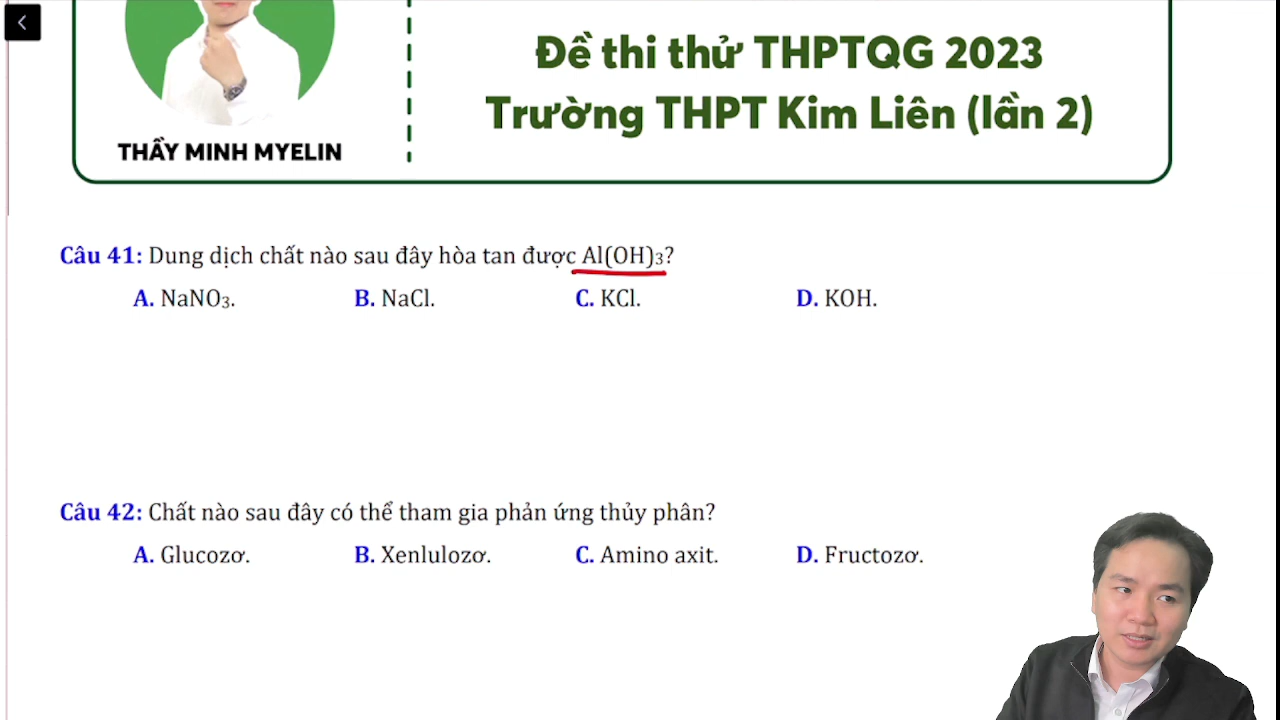 Đề thi thử THPTQG 2023
Trường THPT Kim Liên (lần 2)
THẦY MINH MYELIN
Câu 41: Dung dịch chất nào sau đây hòa tan được Al(OH)₃?
A. NaNO₃. B. NaCl. C. KCl. D. KOH.
Câu 42: Chất nào sau đây có thể tham gia phản ứng thủy phân?
A. Glucozơ. B. Xenlulozơ. C. Amino axit. D. Fructozơ.